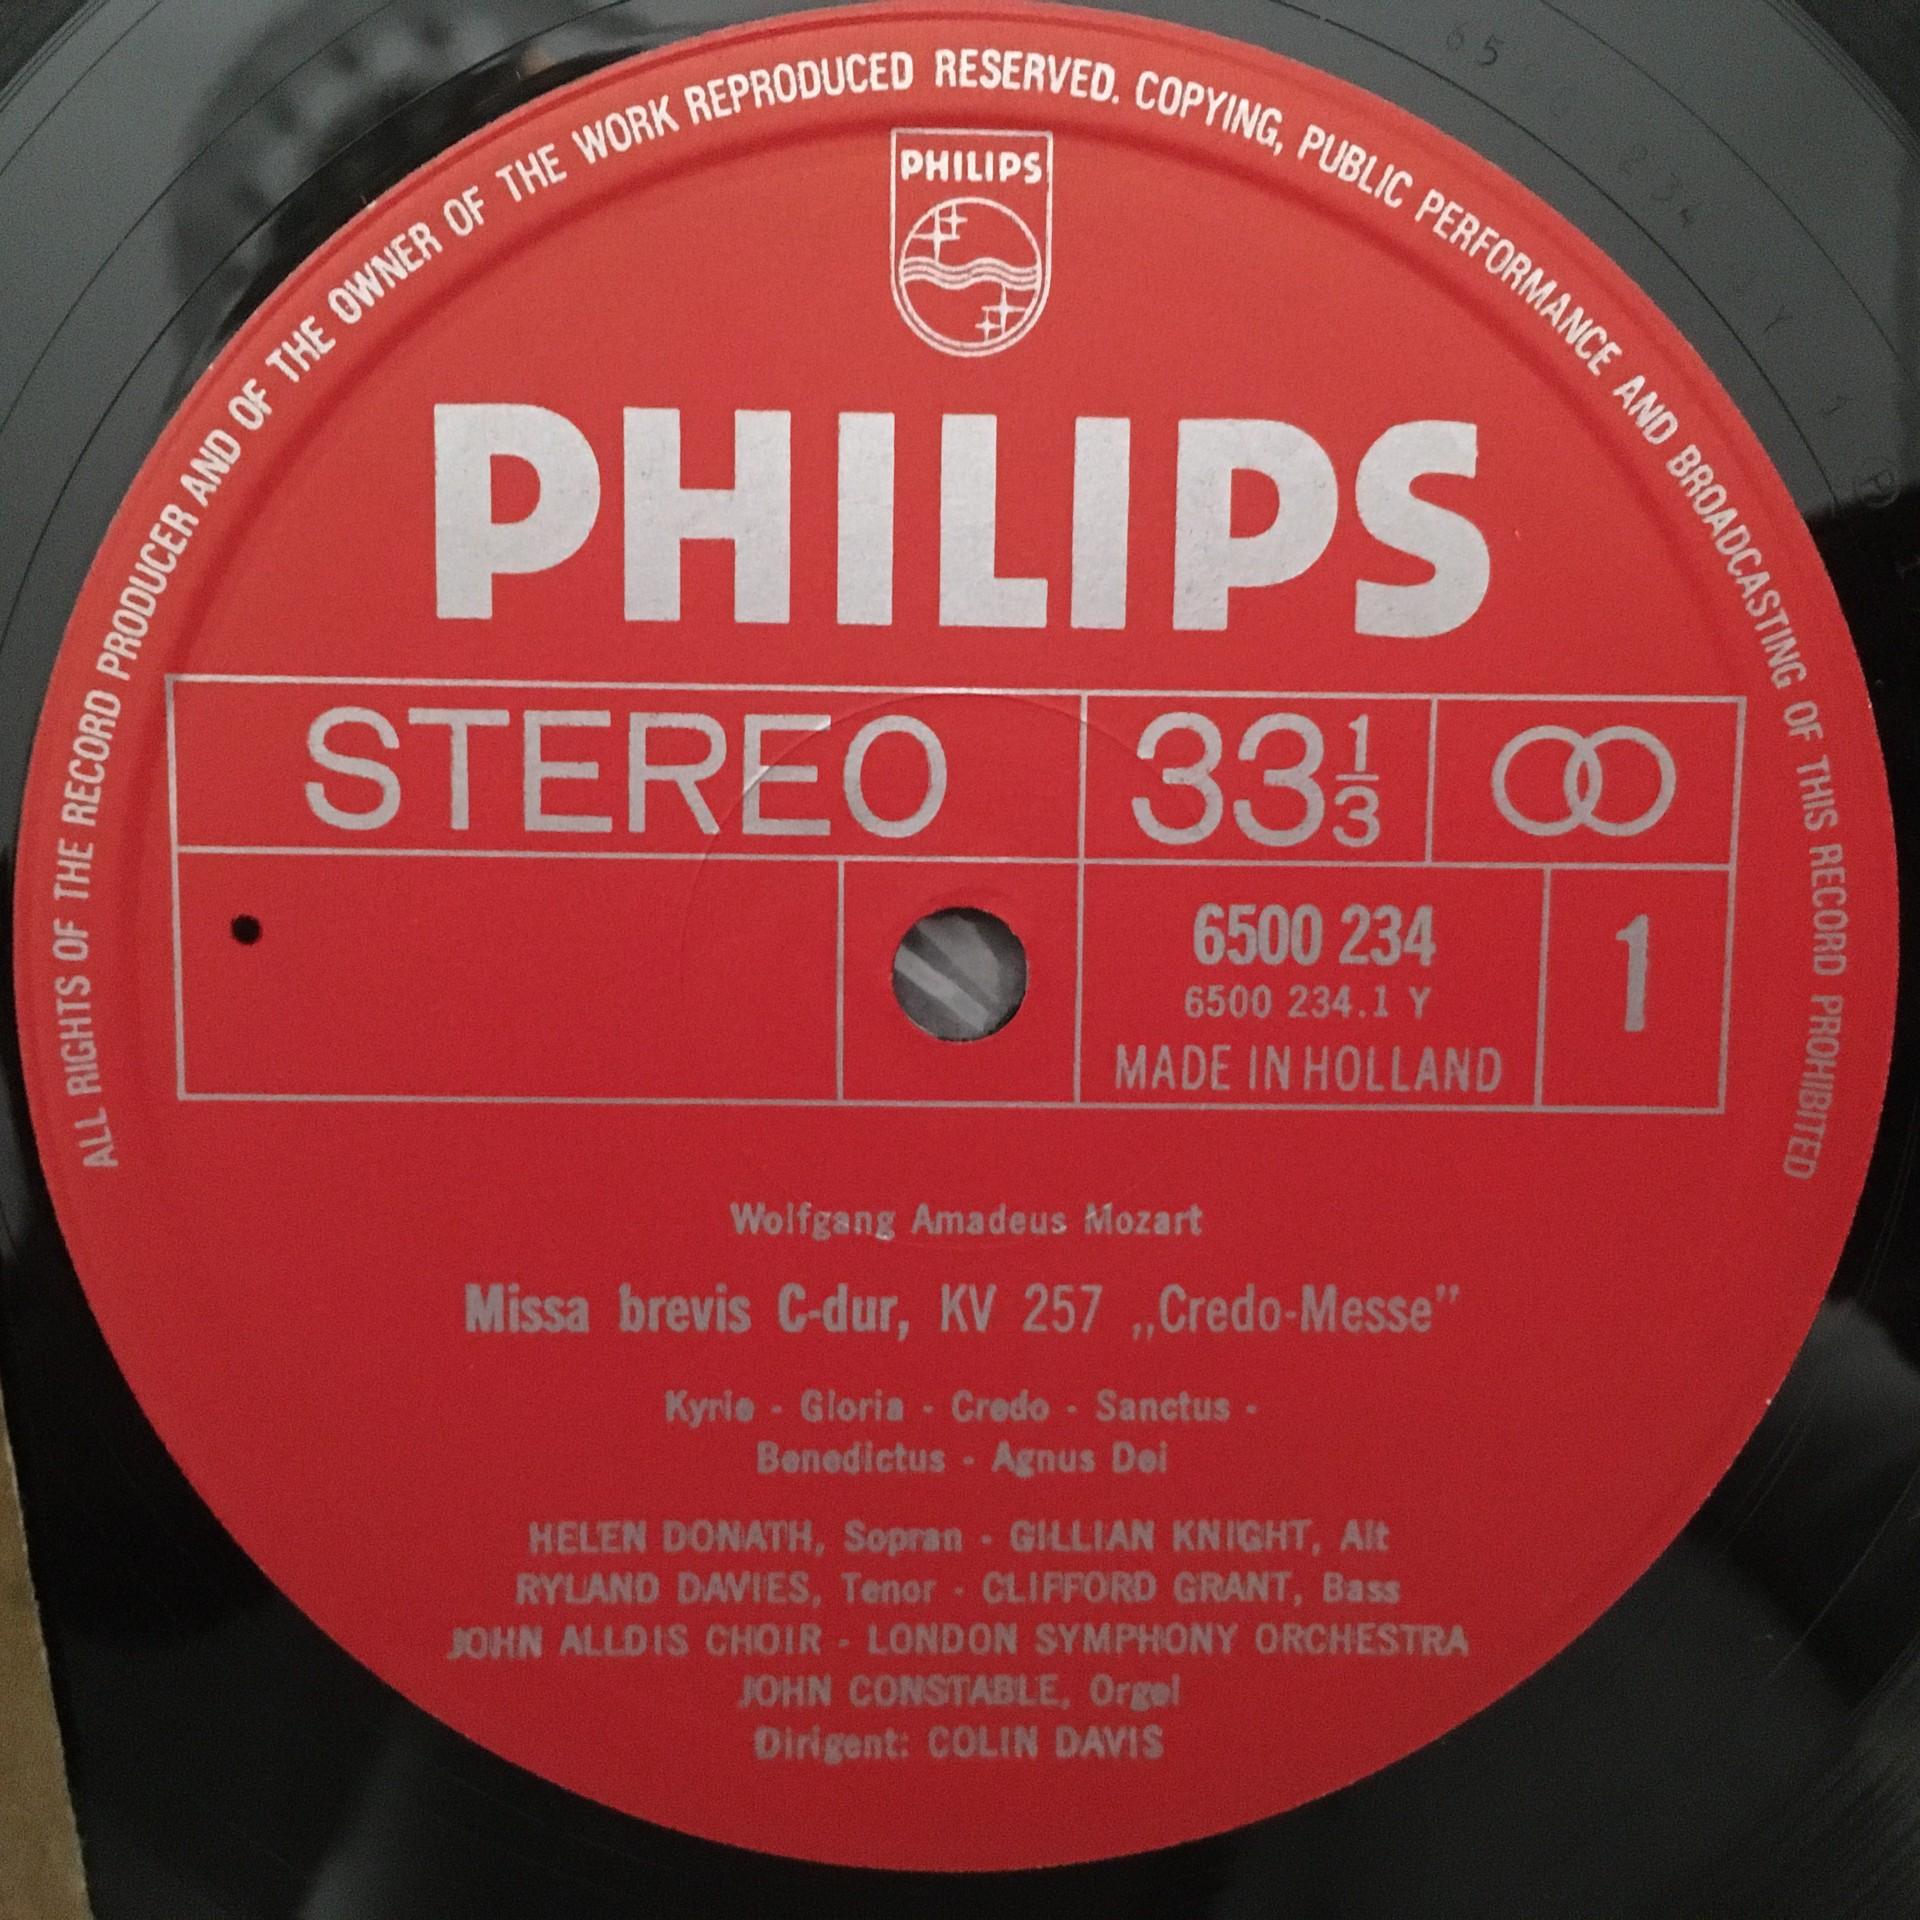 ALL RIGHTS OF THE RECORD PRODUCER AND OF THE OWNER OF THE WORK REPRODUCED RESERVED. COPYING, PUBLIC PERFORMANCE AND BROADCASTING OF THIS RECORD PROHIBITED
PHILIPS
PHILIPS
STEREO 33 1/3
6500 234 1
6500 234.1 Y
MADE IN HOLLAND
Wolfgang Amadeus Mozart
Missa brevis C-dur, KV 257 „Credo-Messe”
Kyrie - Gloria - Credo - Sanctus -
Benedictus - Agnus Dei
HELEN DONATH, Sopran - GILLIAN KNIGHT, Alt
RYLAND DAVIES, Tenor - CLIFFORD GRANT, Bass
JOHN ALLDIS CHOIR - LONDON SYMPHONY ORCHESTRA
JOHN CONSTABLE, Orgel
Dirigent: COLIN DAVIS